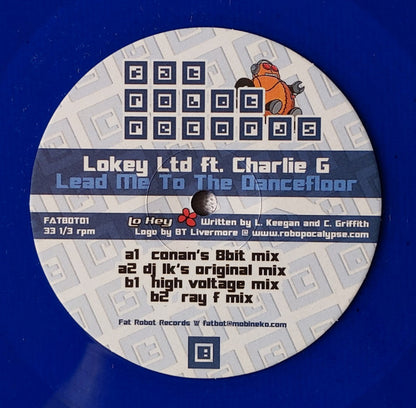 fat
robot
records
Lokey Ltd ft. Charlie G
Lead Me To The Dancefloor
FATBOT01
33 1/3 rpm
Lo Key
Written by L. Keegan and C. Griffith
Logo by BT Livermore @ www.robopocalypse.com
a1 conan's 8bit mix
a2 dj lk's original mix
b1 high voltage mix
b2 ray f mix
Fat Robot Records // fatbot@mobineko.com